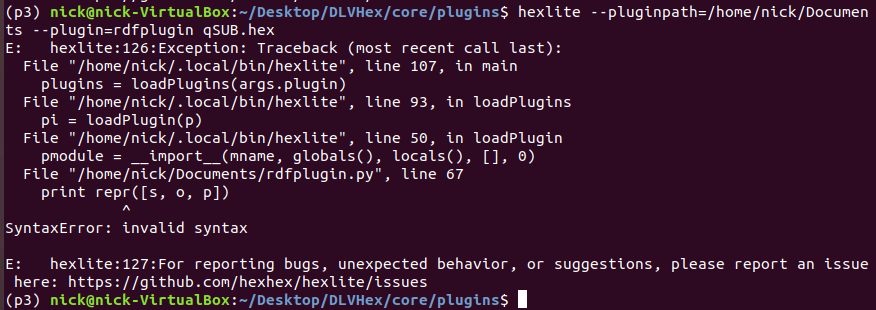 (p3) nick@nick-VirtualBox:~/Desktop/DLVHex/core/plugins$ hexlite --pluginpath=/home/nick/Documen
ts --plugin=rdfplugin qSUB.hex
E:   hexlite:126:Exception: Traceback (most recent call last):
  File "/home/nick/.local/bin/hexlite", line 107, in main
    plugins = loadPlugins(args.plugin)
  File "/home/nick/.local/bin/hexlite", line 93, in loadPlugins
    pi = loadPlugin(p)
  File "/home/nick/.local/bin/hexlite", line 50, in loadPlugin
    pmodule = __import__(mname, globals(), locals(), [], 0)
  File "/home/nick/Documents/rdfplugin.py", line 67
    print repr([s, o, p])
             ^
SyntaxError: invalid syntax

E:   hexlite:127:For reporting bugs, unexpected behavior, or suggestions, please report an issue
 here: https://github.com/hexhex/hexlite/issues
(p3) nick@nick-VirtualBox:~/Desktop/DLVHex/core/plugins$